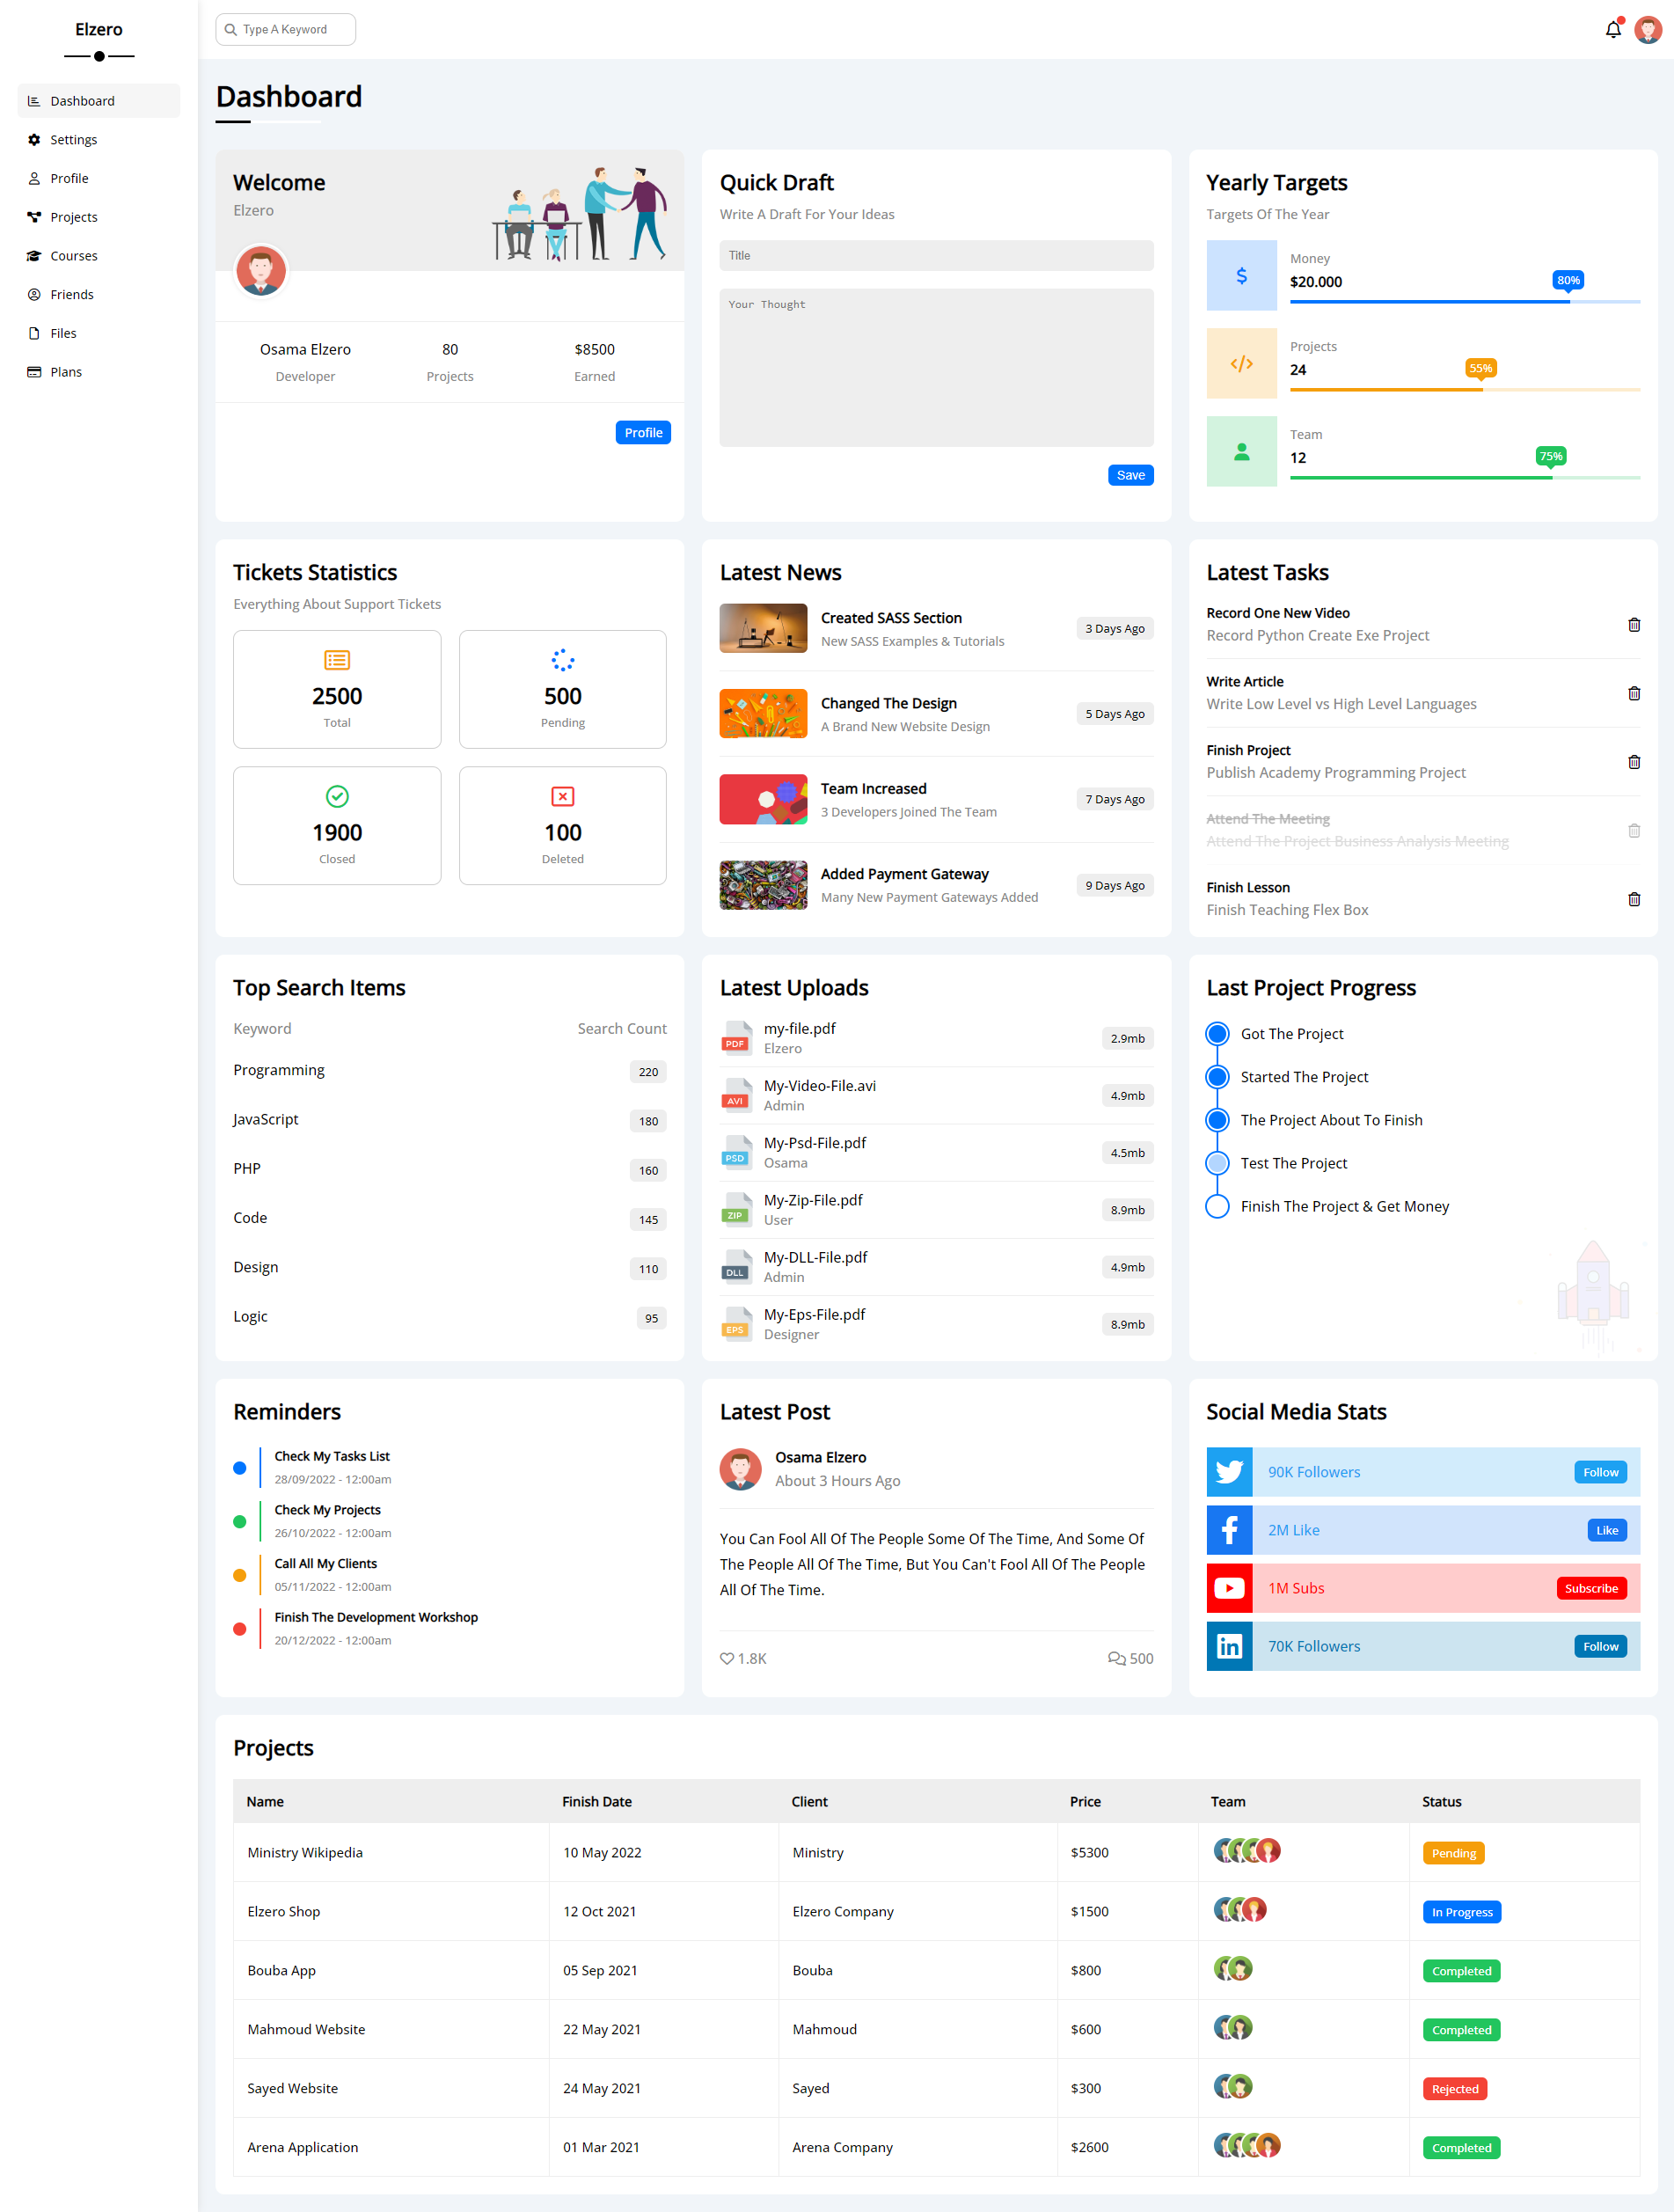 Elzero
Type A Keyword
Dashboard
Settings
Profile
Projects
Courses
Friends
Files
Plans
Dashboard
Welcome
Elzero
Osama Elzero
Developer
80
Projects
$8500
Earned
Profile
Quick Draft
Write A Draft For Your Ideas
Title
Your Thought
Save
Yearly Targets
Targets Of The Year
Money
$20.000
80%
Projects
24
55%
Team
12
75%
Tickets Statistics
Everything About Support Tickets
2500
Total
500
Pending
1900
Closed
100
Deleted
Latest News
Created SASS Section
New SASS Examples & Tutorials
3 Days Ago
Changed The Design
A Brand New Website Design
5 Days Ago
Team Increased
3 Developers Joined The Team
7 Days Ago
Added Payment Gateway
Many New Payment Gateways Added
9 Days Ago
Latest Tasks
Record One New Video
Record Python Create Exe Project
Write Article
Write Low Level vs High Level Languages
Finish Project
Publish Academy Programming Project
Attend The Meeting
Attend The Project Business Analysis Meeting
Finish Lesson
Finish Teaching Flex Box
Top Search Items
Keyword Search Count
Programming 220
JavaScript 180
PHP 160
Code 145
Design 110
Logic 95
Latest Uploads
PDF
my-file.pdf
Elzero
2.9mb
AVI
My-Video-File.avi
Admin
4.9mb
PSD
My-Psd-File.pdf
Osama
4.5mb
ZIP
My-Zip-File.pdf
User
8.9mb
DLL
My-DLL-File.pdf
Admin
4.9mb
EPS
My-Eps-File.pdf
Designer
8.9mb
Last Project Progress
Got The Project
Started The Project
The Project About To Finish
Test The Project
Finish The Project & Get Money
Reminders
Check My Tasks List
28/09/2022 - 12:00am
Check My Projects
26/10/2022 - 12:00am
Call All My Clients
05/11/2022 - 12:00am
Finish The Development Workshop
20/12/2022 - 12:00am
Latest Post
Osama Elzero
About 3 Hours Ago
You Can Fool All Of The People Some Of The Time, And Some Of
The People All Of The Time, But You Can't Fool All Of The People
All Of The Time.
1.8K 500
Social Media Stats
90K Followers Follow
2M Like Like
1M Subs Subscribe
70K Followers Follow
Projects
Name Finish Date Client Price Team Status
Ministry Wikipedia 10 May 2022 Ministry $5300 Pending
Elzero Shop 12 Oct 2021 Elzero Company $1500 In Progress
Bouba App 05 Sep 2021 Bouba $800 Completed
Mahmoud Website 22 May 2021 Mahmoud $600 Completed
Sayed Website 24 May 2021 Sayed $300 Rejected
Arena Application 01 Mar 2021 Arena Company $2600 Completed